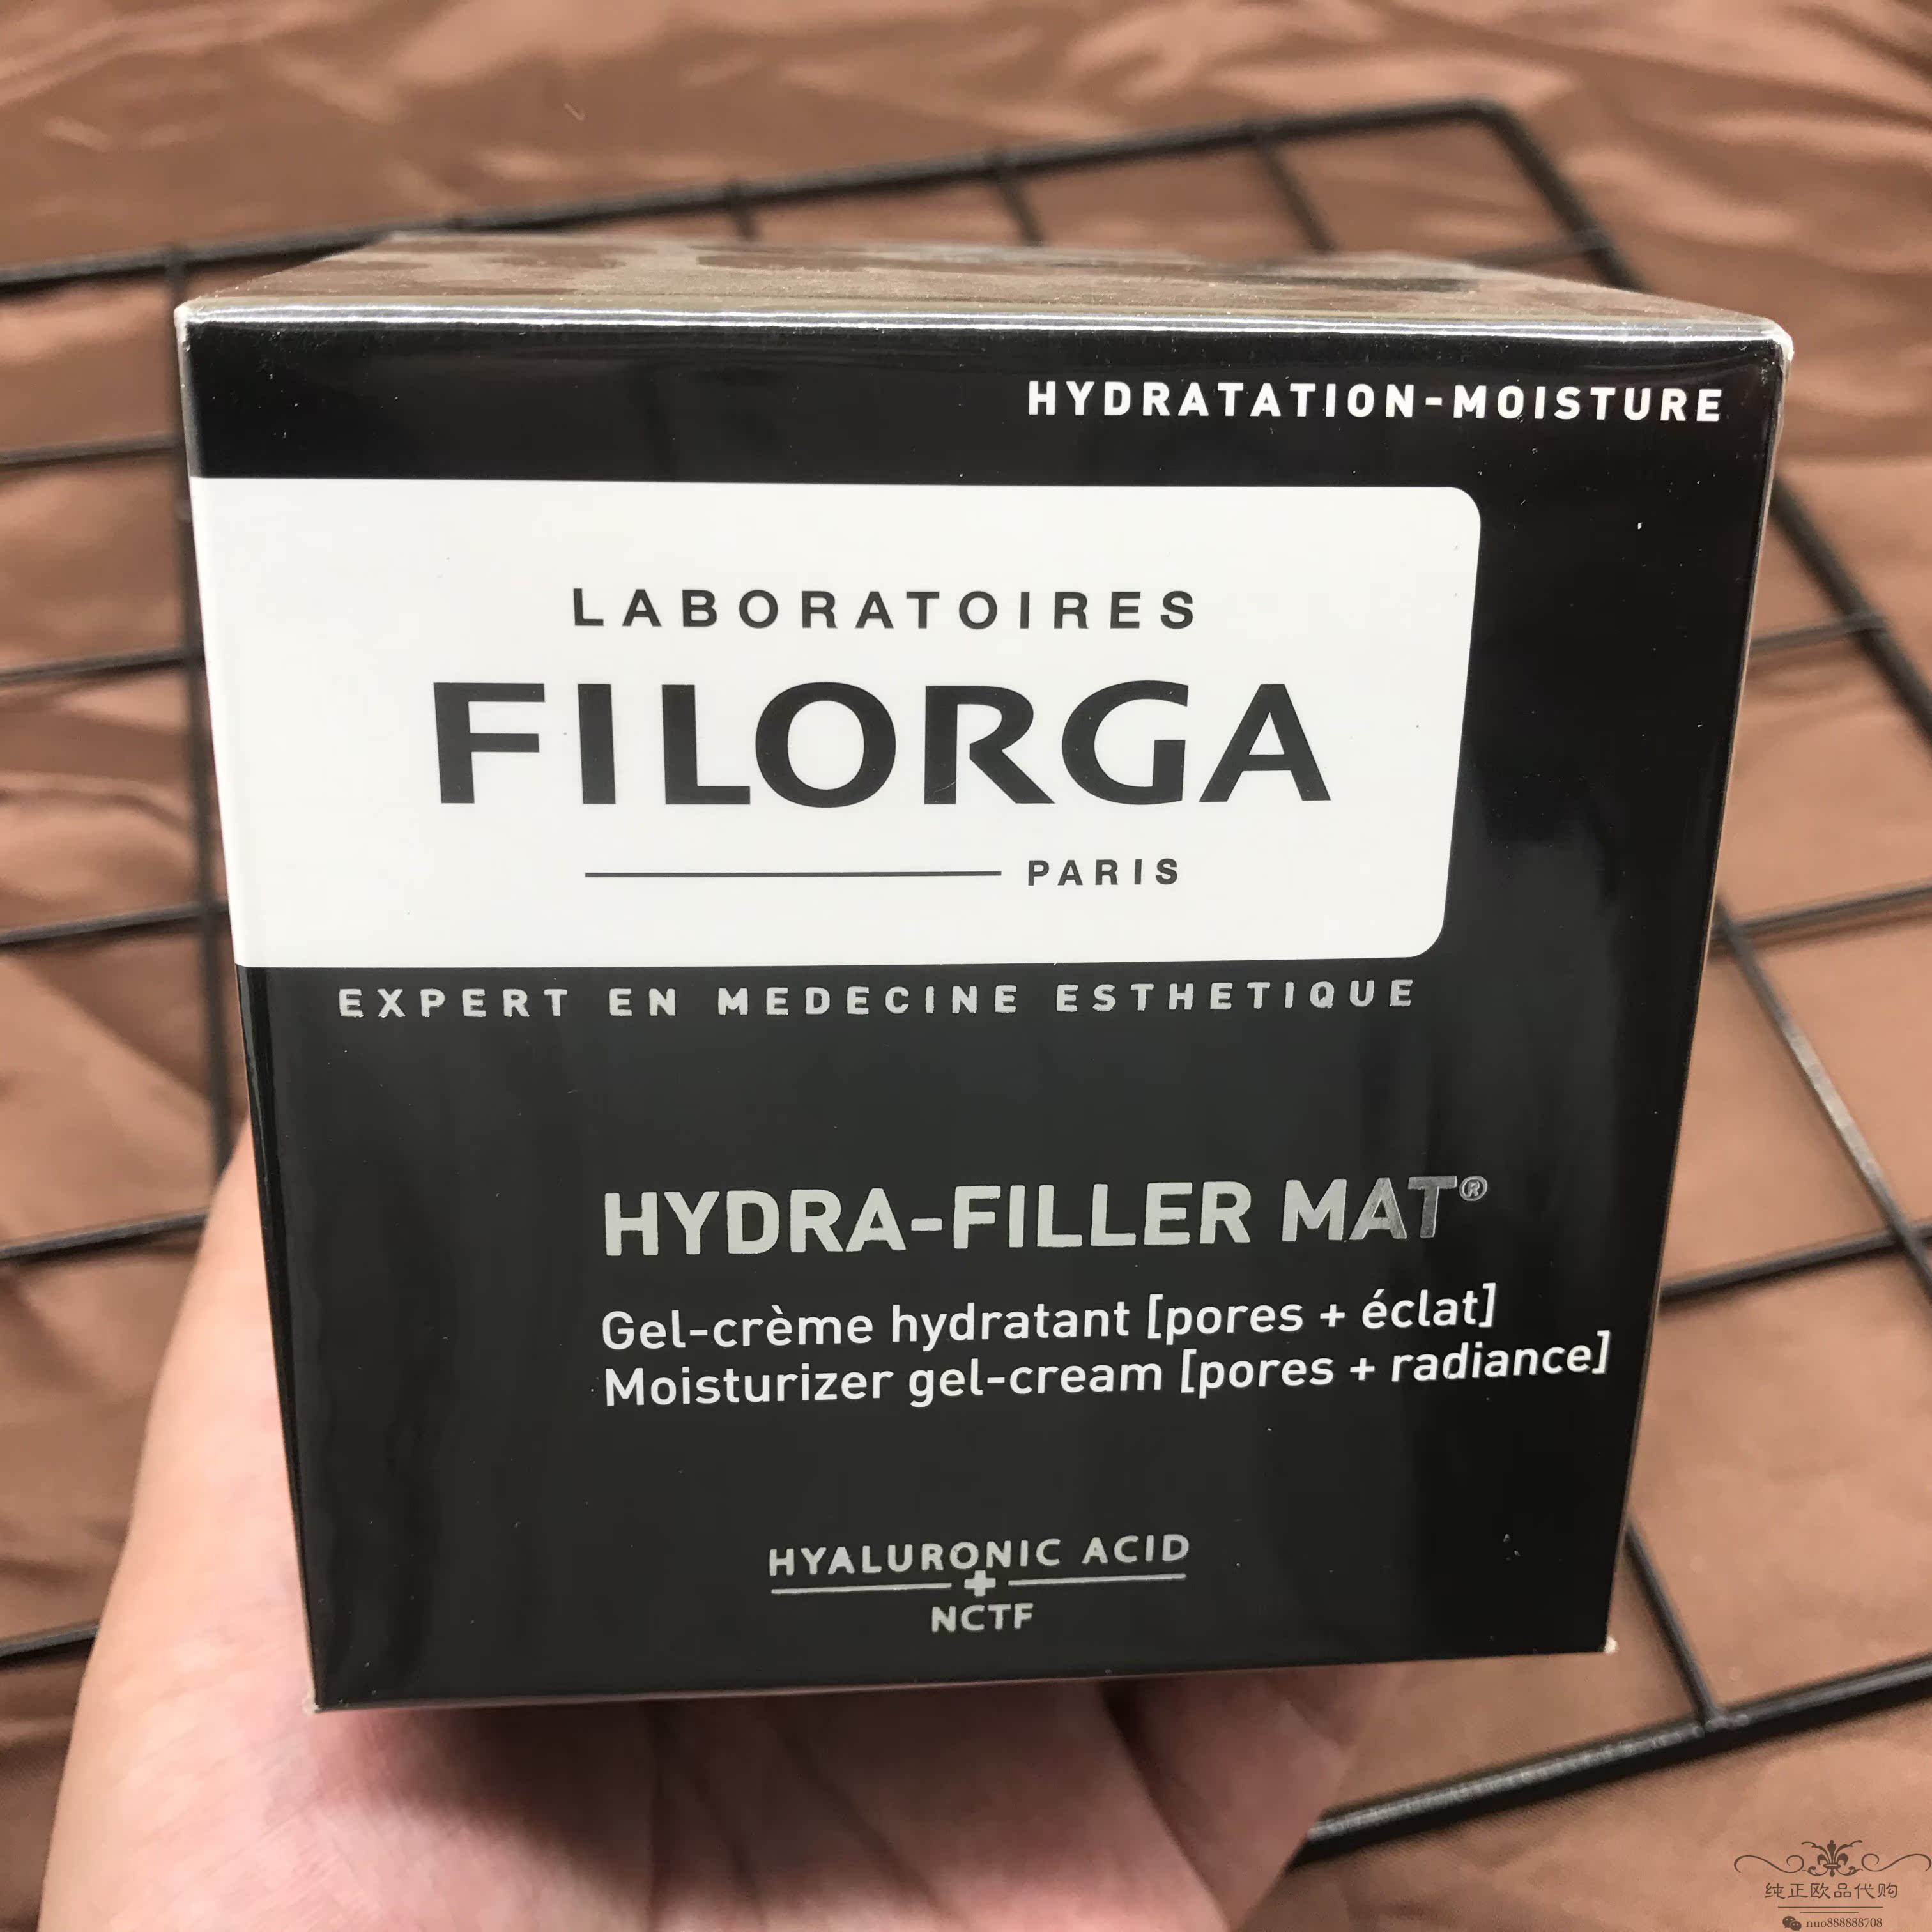 HYDRATATION-MOISTURE
LABORATOIRES
FILORGA
PARIS
EXPERT EN MEDECINE ESTHETIQUE
HYDRA-FILLER MAT®
Gel-crème hydratant [pores + éclat]
Moisturizer gel-cream [pores + radiance]
HYALURONIC ACID
+
NCTF
纯正欧品代购
nuo888888708